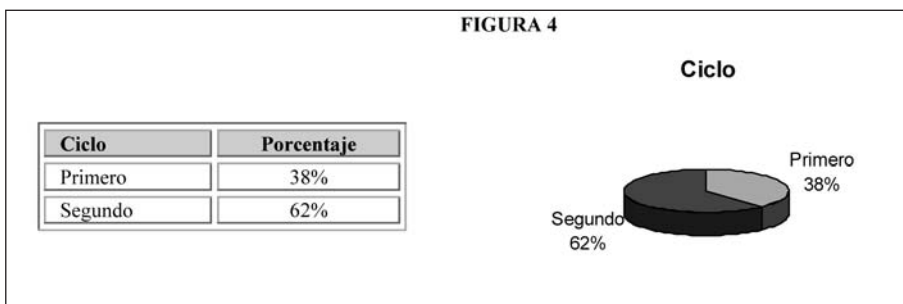 FIGURA 4
Ciclo
Ciclo Porcentaje
Primero 38%
Segundo 62%
Primero
38%
Segundo
62%